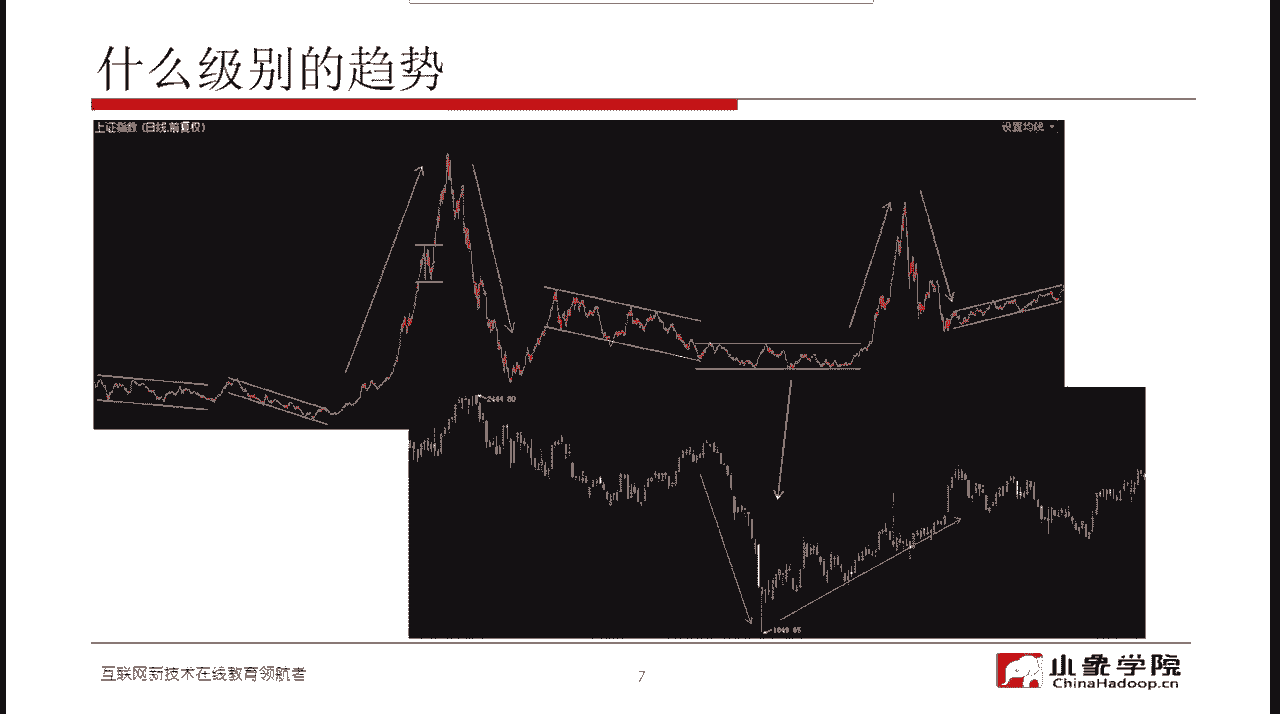 什么级别的趋势
上证指数 (日线.前复权)
设置均线
2444.80
1849.65
互联网新技术在线教育领航者
7
小象学院
ChinaHadoop.cn